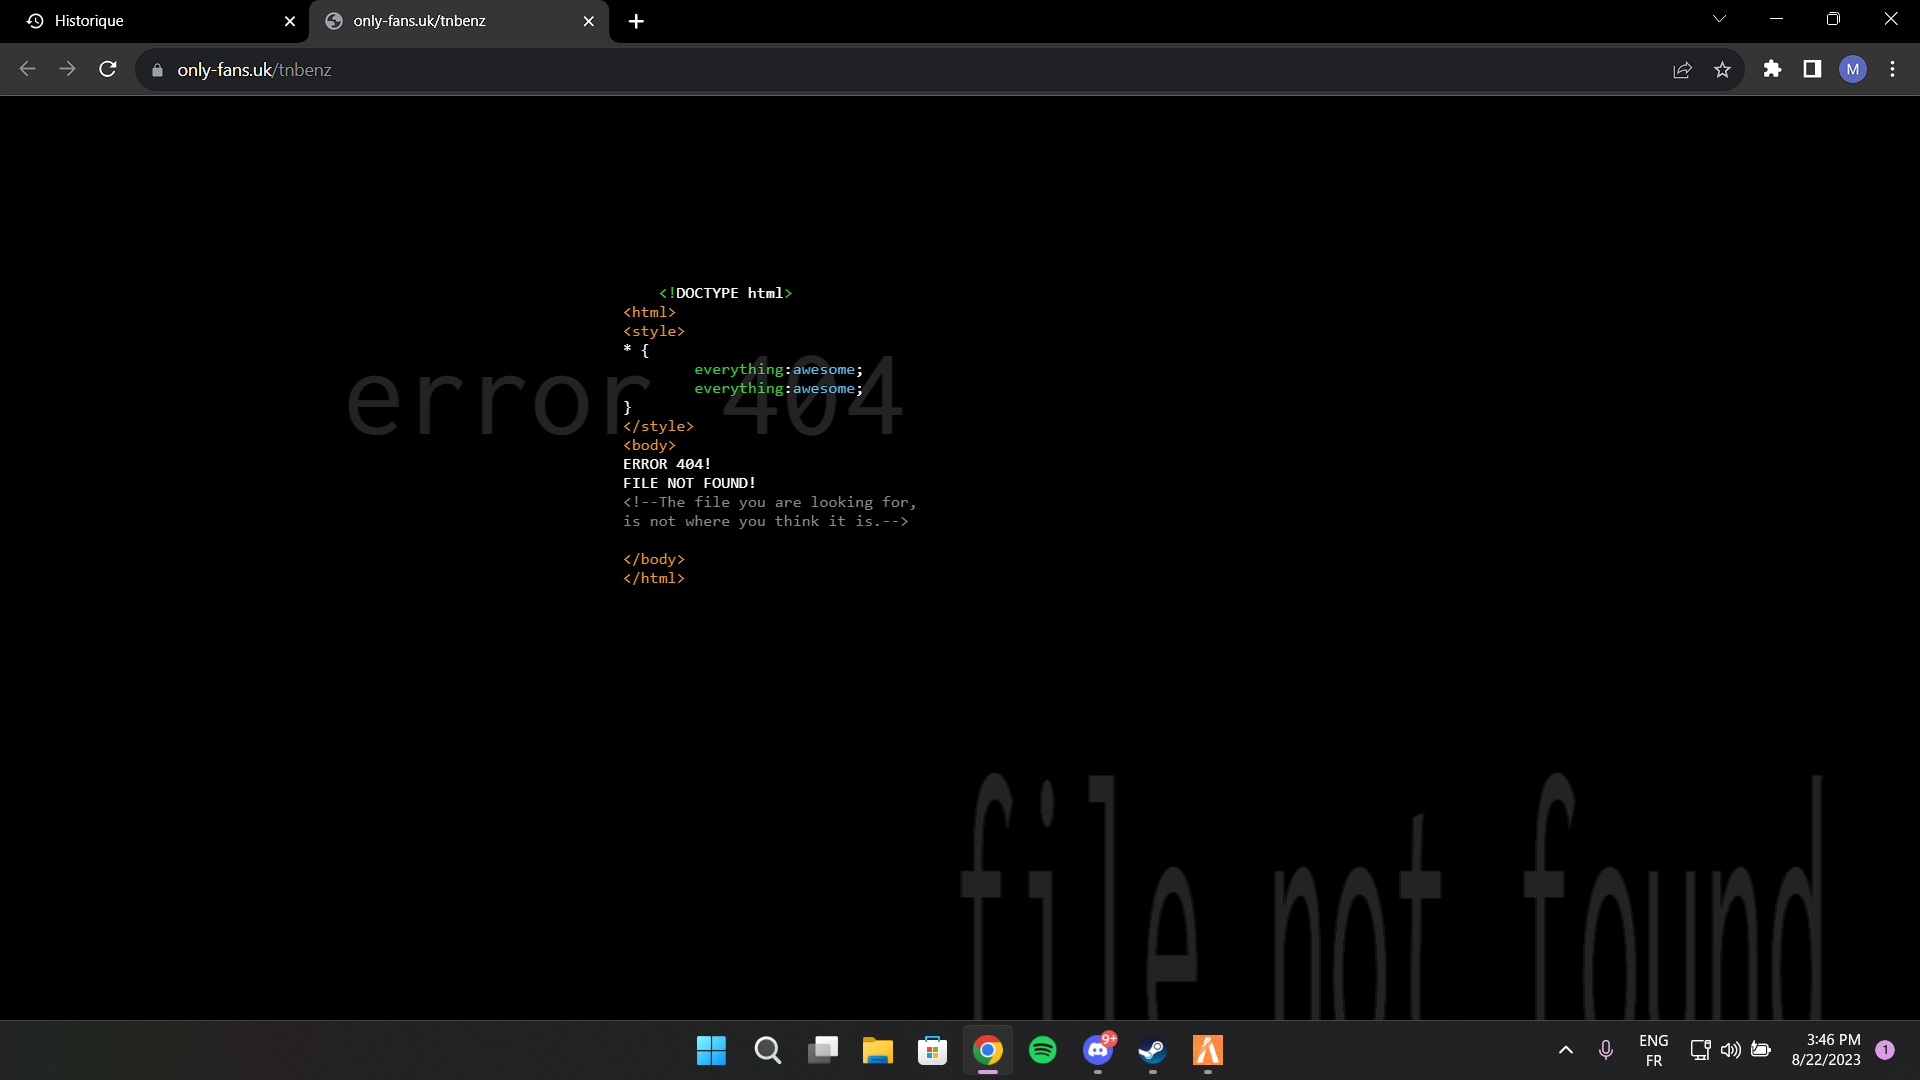 Historique
only-fans.uk/tnbenz
only-fans.uk/tnbenz
M
<!DOCTYPE html>
<html>
<style>
* {
everything:awesome;
everything:awesome;
}
</style>
<body>
ERROR 404!
FILE NOT FOUND!
<!--The file you are looking for,
is not where you think it is.-->
</body>
</html>
error 404
file not found
9+
ENG
FR
3:46 PM
8/22/2023
1